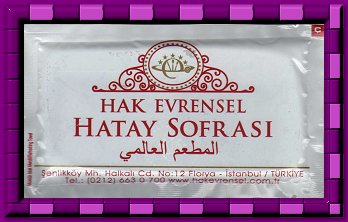 HAK EVRENSEL
HATAY SOFRASI
المطعم العالمي
Şenlikköy Mh. Halkalı Cd. No:12 Florya - İstanbul / TÜRKİYE
Tel.: (0212) 663 0 700 www.hakevrensel.com.tr